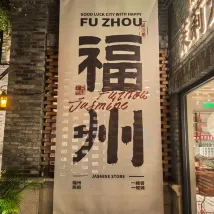 GOOD LUCK CITY WITH HAPPY
FU ZHOU
福
Fuzhou
Jasmine
州
JASMINE STORE